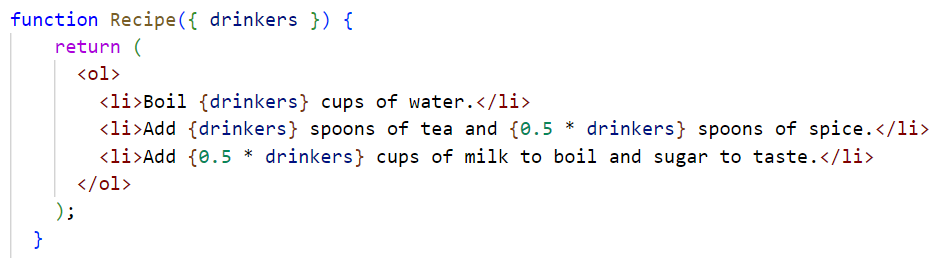 function Recipe({ drinkers }) {
    return (
      <ol>
        <li>Boil {drinkers} cups of water.</li>
        <li>Add {drinkers} spoons of tea and {0.5 * drinkers} spoons of spice.</li>
        <li>Add {0.5 * drinkers} cups of milk to boil and sugar to taste.</li>
      </ol>
    );
  }